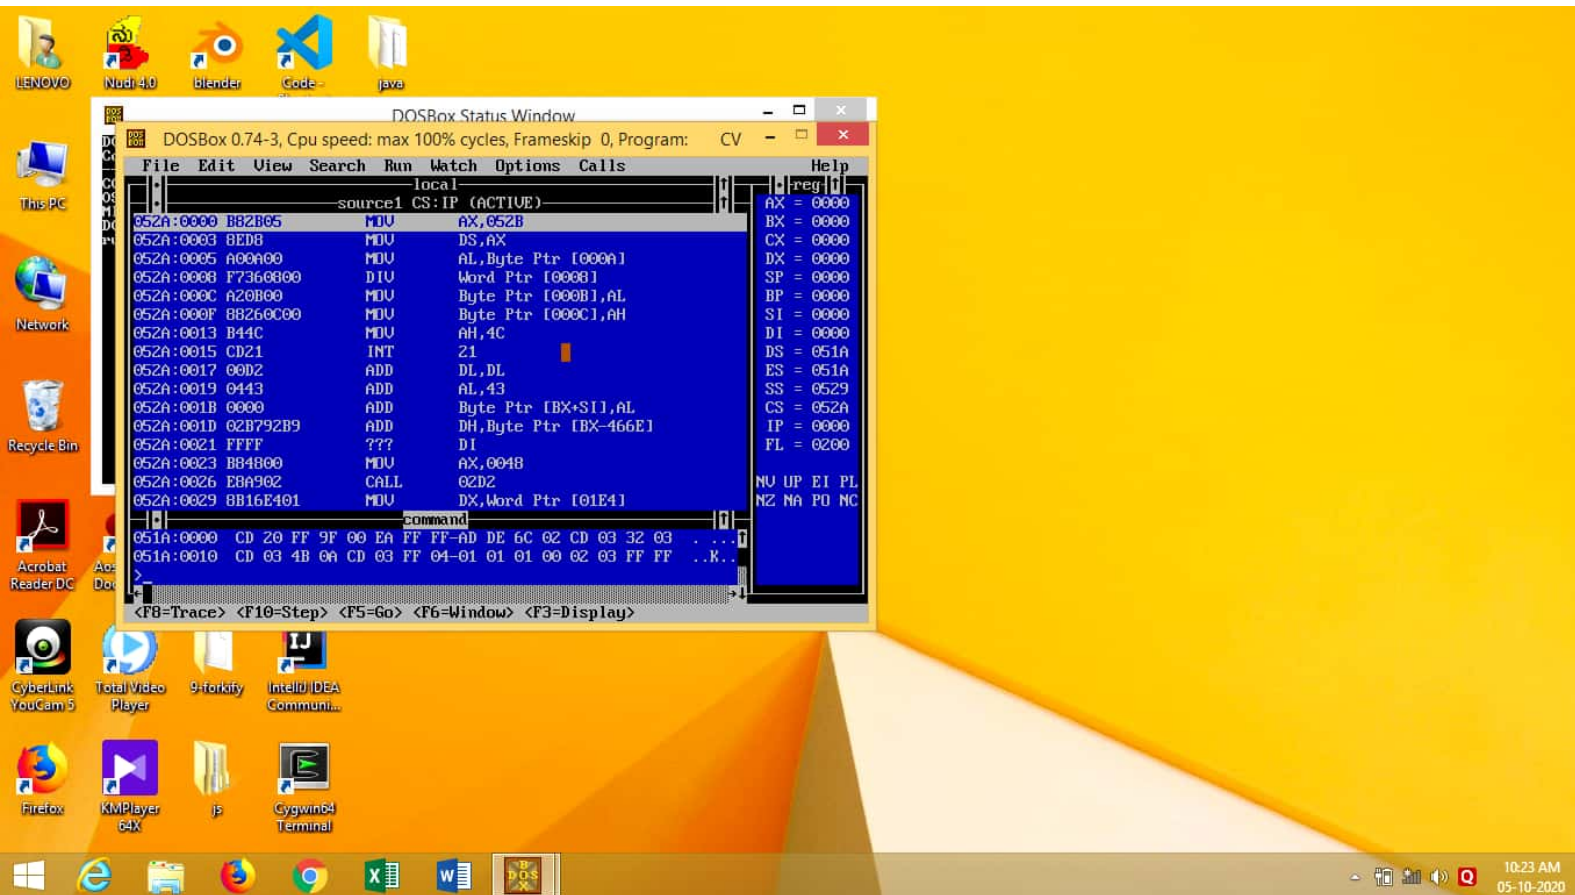 LENOVO
Nudi 4.0
blender
Code -
java
DOSBox Status Window
DOSBox 0.74-3, Cpu speed: max 100% cycles, Frameskip 0, Program: CV
File Edit View Search Run Watch Options Calls Help
local
source1 CS:IP (ACTIVE)
052A:0000 B82B05 MOV AX,052B
052A:0003 8ED8 MOV DS,AX
052A:0005 A00A00 MOV AL,Byte Ptr [000A]
052A:0008 F7360800 DIV Word Ptr [0008]
052A:000C A20B00 MOV Byte Ptr [000B],AL
052A:000F 88260C00 MOV Byte Ptr [000C],AH
052A:0013 B44C MOV AH,4C
052A:0015 CD21 INT 21
052A:0017 00D2 ADD DL,DL
052A:0019 0443 ADD AL,43
052A:001B 0000 ADD Byte Ptr [BX+SI],AL
052A:001D 02B792B9 ADD DH,Byte Ptr [BX-466E]
052A:0021 FFFF ??? DI
052A:0023 B84800 MOV AX,0048
052A:0026 E8A902 CALL 02D2
052A:0029 8B16E401 MOV DX,Word Ptr [01E4]
reg
AX = 0000
BX = 0000
CX = 0000
DX = 0000
SP = 0000
BP = 0000
SI = 0000
DI = 0000
DS = 051A
ES = 051A
SS = 0529
CS = 052A
IP = 0000
FL = 0200
NV UP EI PL
NZ NA PO NC
command
051A:0000 CD 20 FF 9F 00 EA FF FF-AD DE 6C 02 CD 03 32 03 . ...
051A:0010 CD 03 4B 0A CD 03 FF 04-01 01 01 00 02 03 FF FF ..K..
>_
<F8=Trace> <F10=Step> <F5=Go> <F6=Window> <F3=Display>
This PC
Network
Recycle Bin
Acrobat
Reader DC
CyberLink
YouCam 5
Total Video
Player
9-forkify
IJ
IntelliJ IDEA
Communi...
Firefox
KMPlayer
64X
js
Cygwin64
Terminal
10:23 AM
05-10-2020